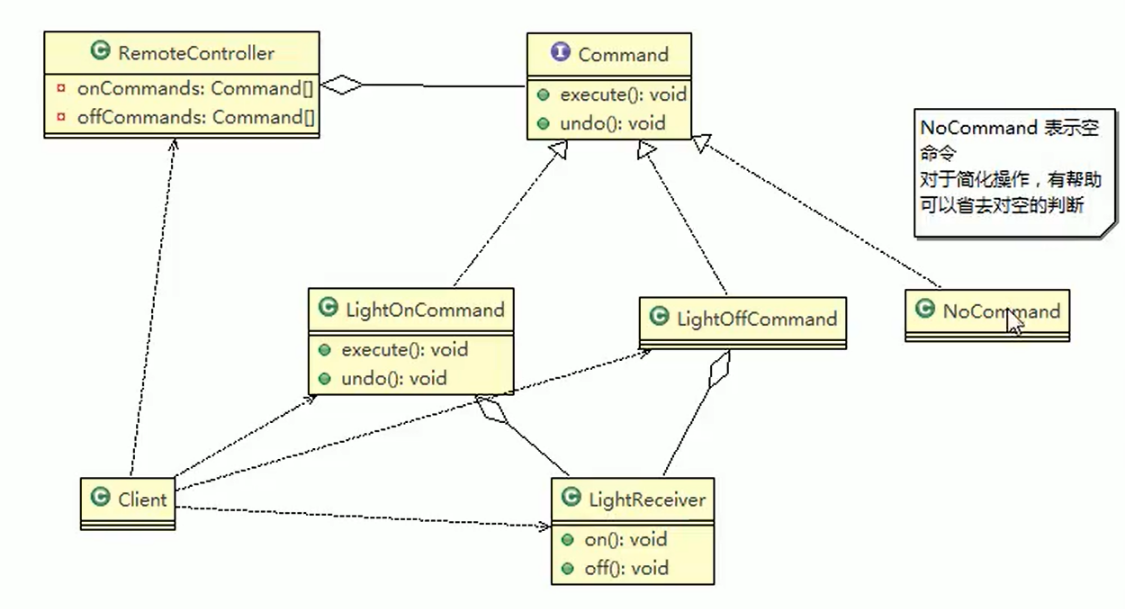 RemoteController
onCommands: Command[]
offCommands: Command[]
I
Command
execute(): void
undo(): void
NoCommand 表示空
命令
对于简化操作，有帮助
可以省去对空的判断
C LightOnCommand
execute(): void
undo(): void
C LightOffCommand
C NoCommand
C Client
C LightReceiver
on(): void
off(): void